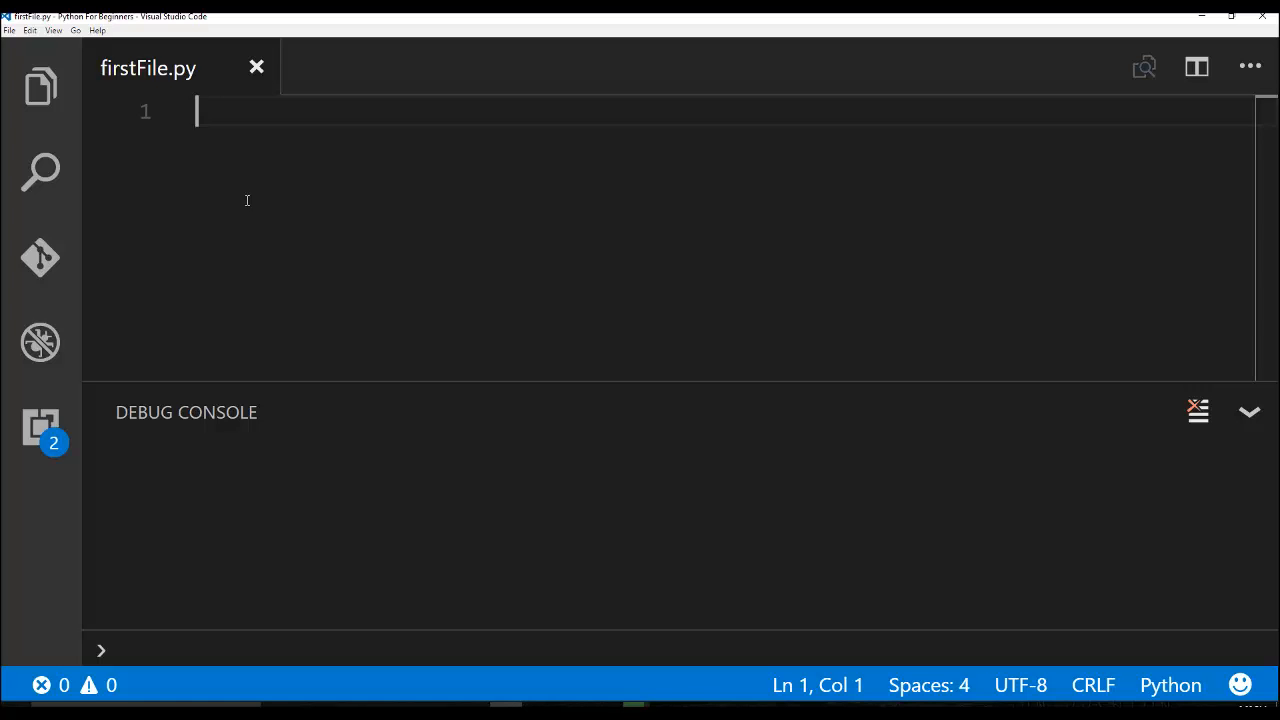 firstFile.py - Python For Beginners - Visual Studio Code
File Edit View Go Help
firstFile.py
1
DEBUG CONSOLE
2
0 0 Ln 1, Col 1 Spaces: 4 UTF-8 CRLF Python